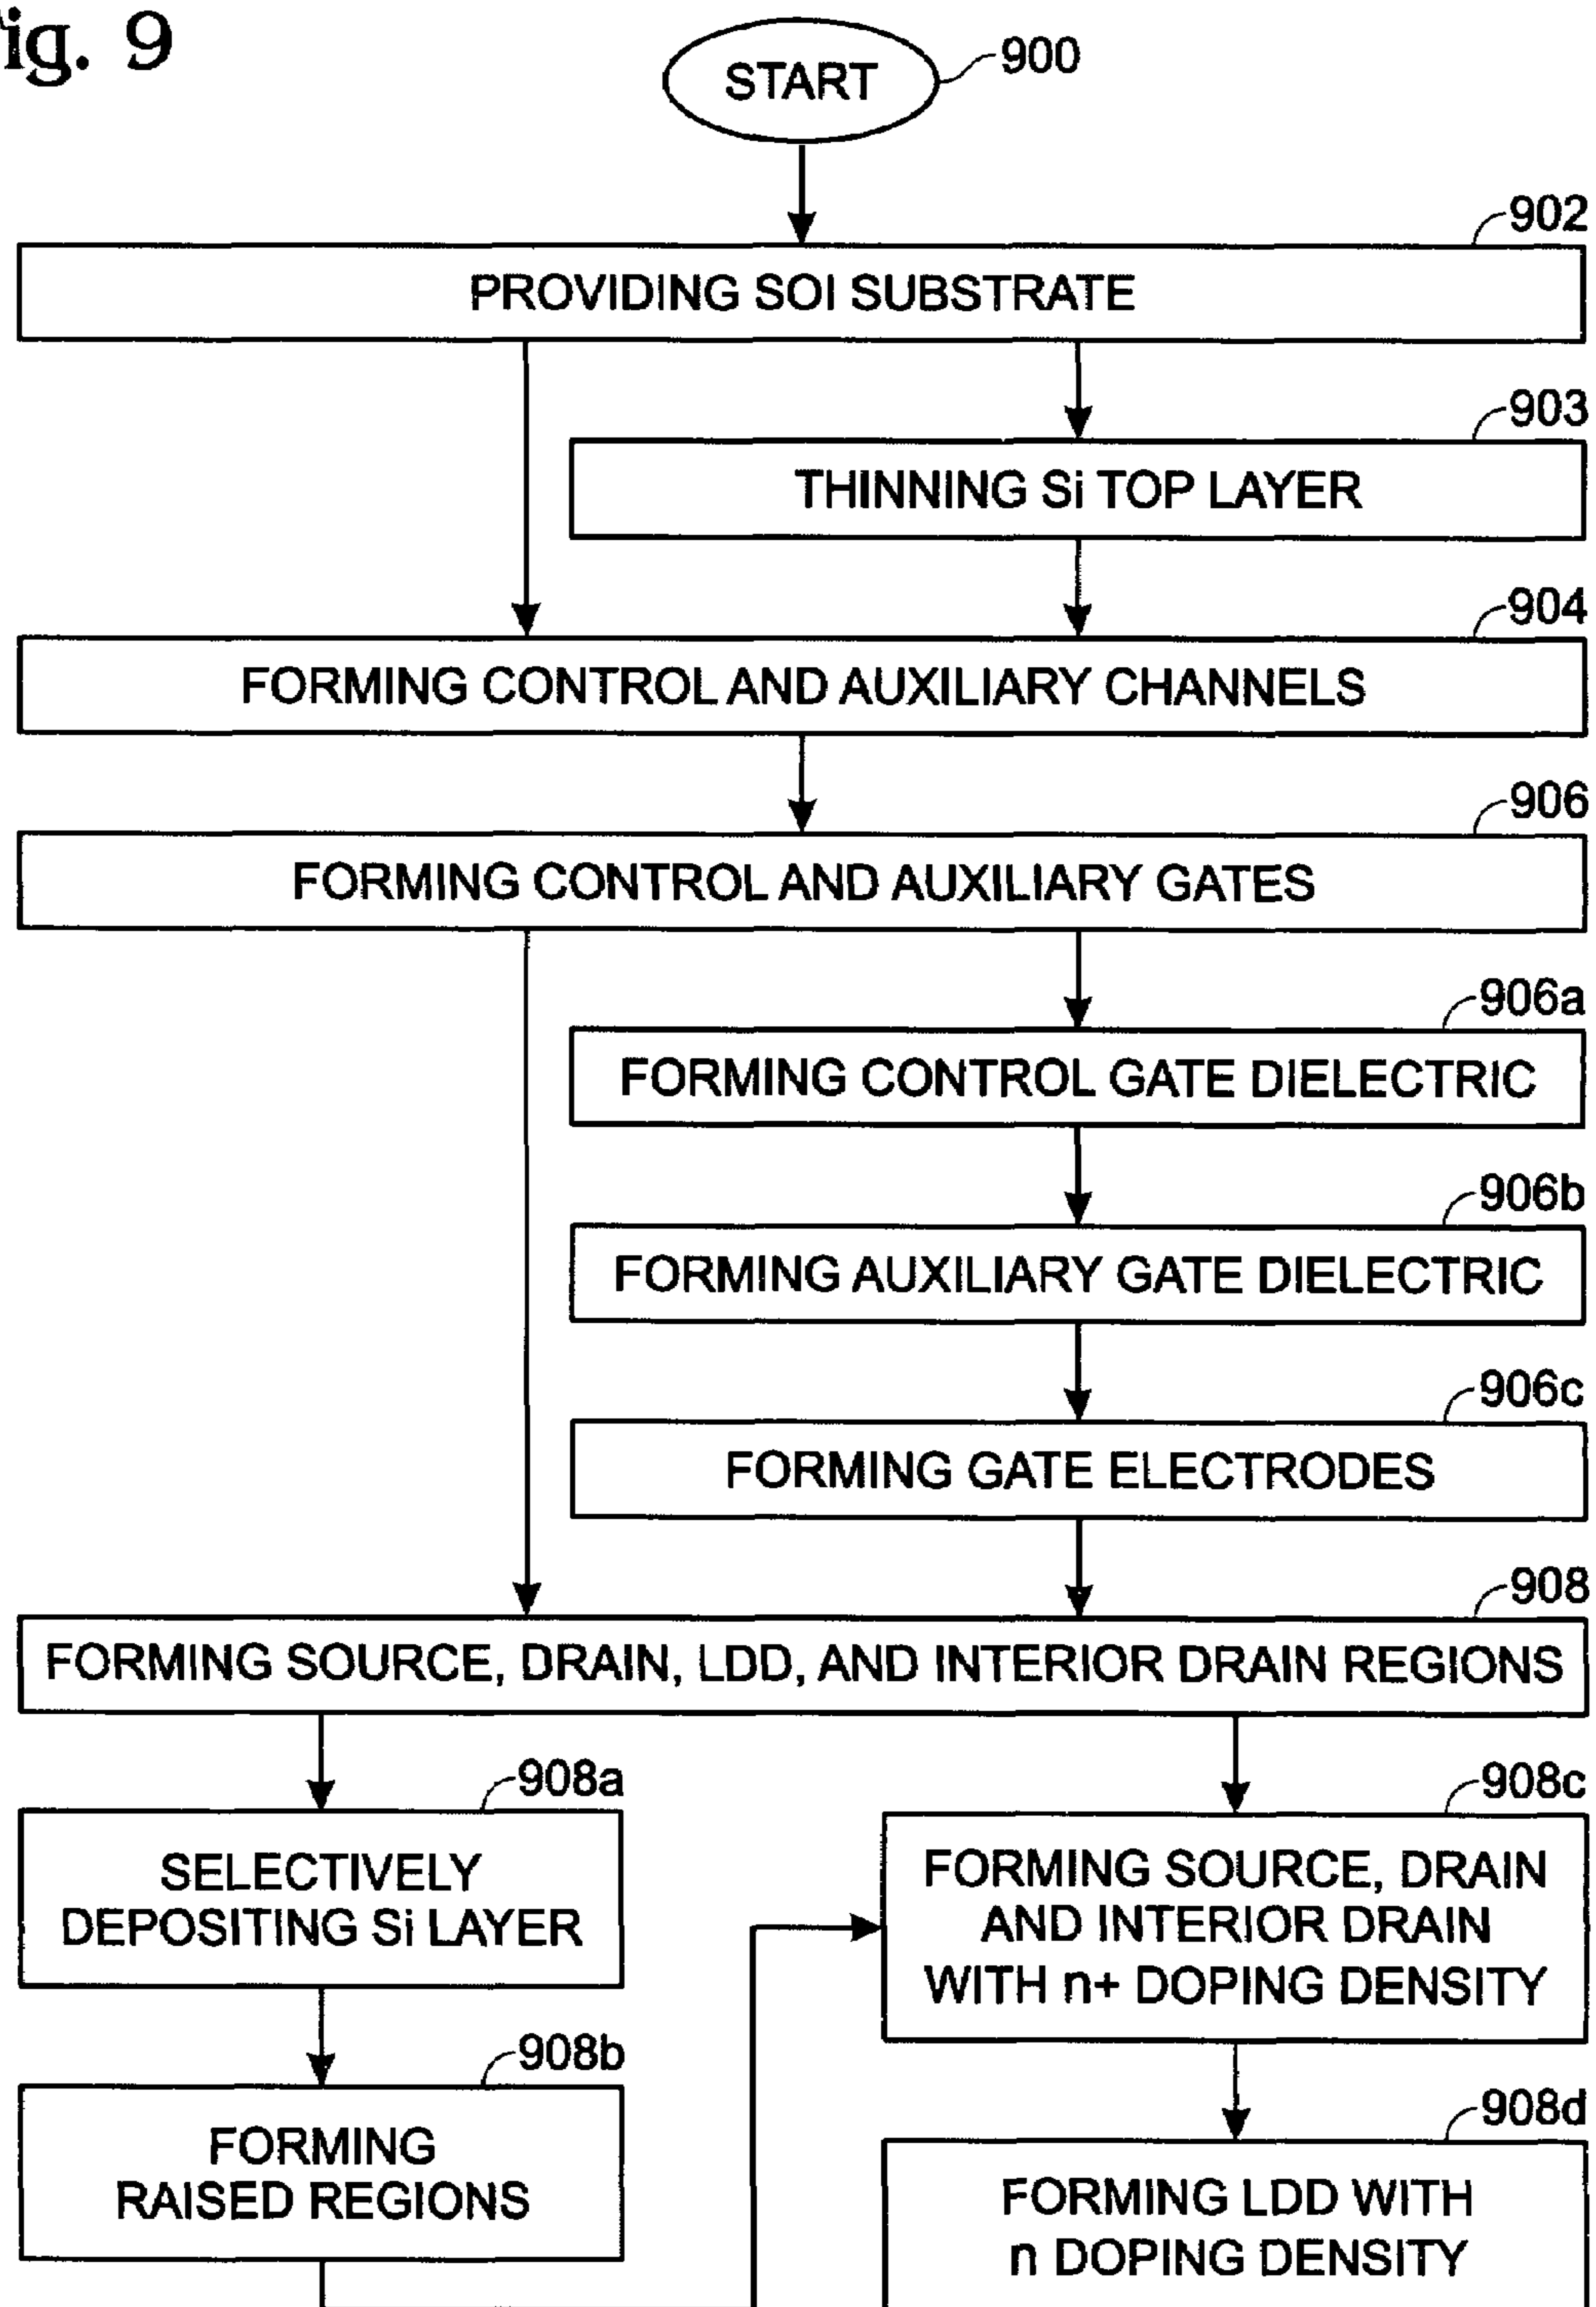 ig. 9
START
900
902
PROVIDING SOI SUBSTRATE
903
THINNING Si TOP LAYER
904
FORMING CONTROL AND AUXILIARY CHANNELS
906
FORMING CONTROL AND AUXILIARY GATES
906a
FORMING CONTROL GATE DIELECTRIC
906b
FORMING AUXILIARY GATE DIELECTRIC
906c
FORMING GATE ELECTRODES
908
FORMING SOURCE, DRAIN, LDD, AND INTERIOR DRAIN REGIONS
908a
SELECTIVELY
DEPOSITING Si LAYER
908b
FORMING
RAISED REGIONS
908c
FORMING SOURCE, DRAIN
AND INTERIOR DRAIN
WITH n+ DOPING DENSITY
908d
FORMING LDD WITH
n DOPING DENSITY